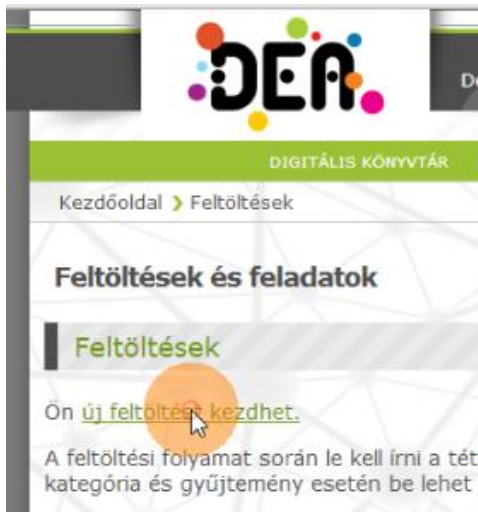 DEA
DIGITÁLIS KÖNYVTÁR
Kezdőoldal ❯ Feltöltések
Feltöltések és feladatok
Feltöltések
Ön új feltöltést kezdhet.
A feltöltési folyamat során le kell írni a tét
kategória és gyűjtemény esetén be lehet